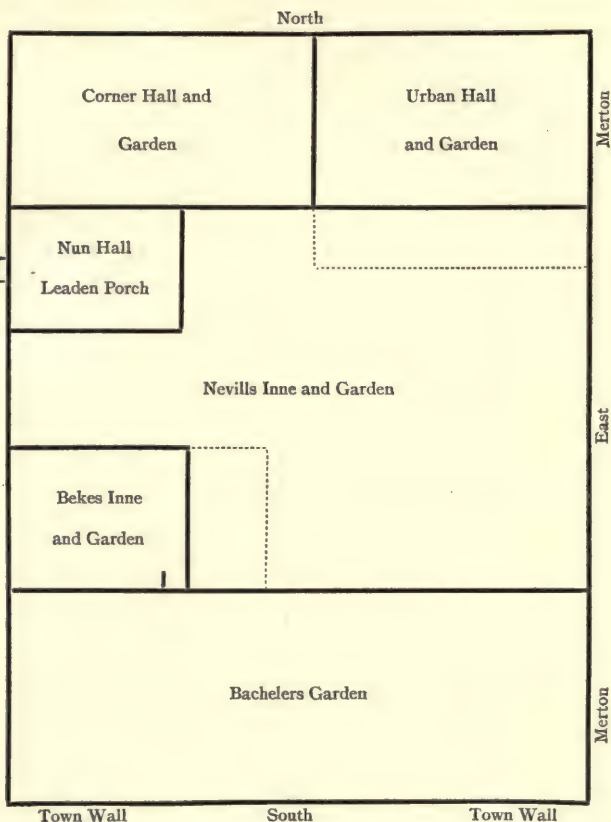 North
Corner Hall and
Garden
Urban Hall
and Garden
Merton
Nun Hall
Leaden Porch
Nevills Inne and Garden
East
Bekes Inne
and Garden
Bachelers Garden
Merton
Town Wall
South
Town Wall